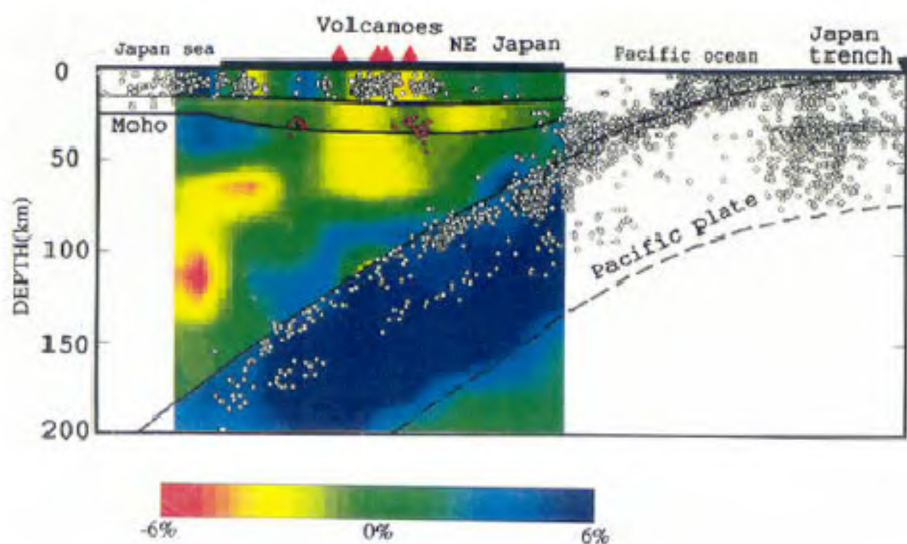 Volcanoes
Japan sea
NE Japan
Pacific ocean
Japan
trench
0
Moho
50
100
150
200
DEPTH(km)
Pacific plate
-6%
0%
6%